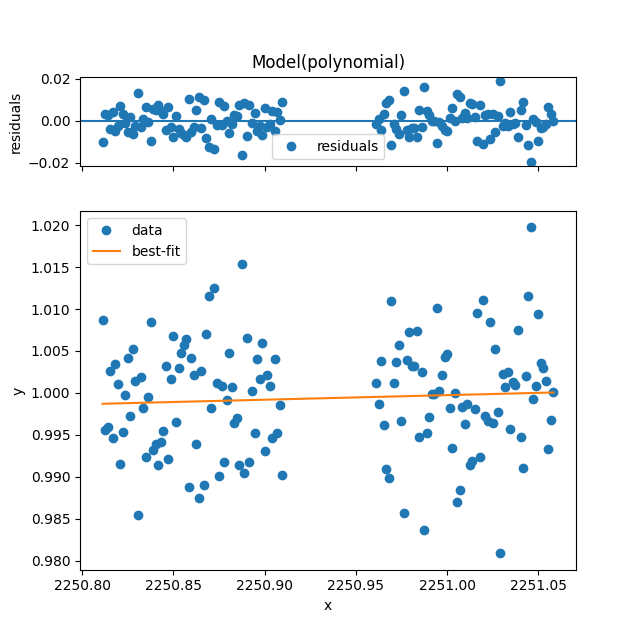 Model(polynomial)
residuals
0.02
0.00
−0.02
residuals
y
1.020
1.015
1.010
1.005
1.000
0.995
0.990
0.985
0.980
data
best-fit
2250.80 2250.85 2250.90 2250.95 2251.00 2251.05
x